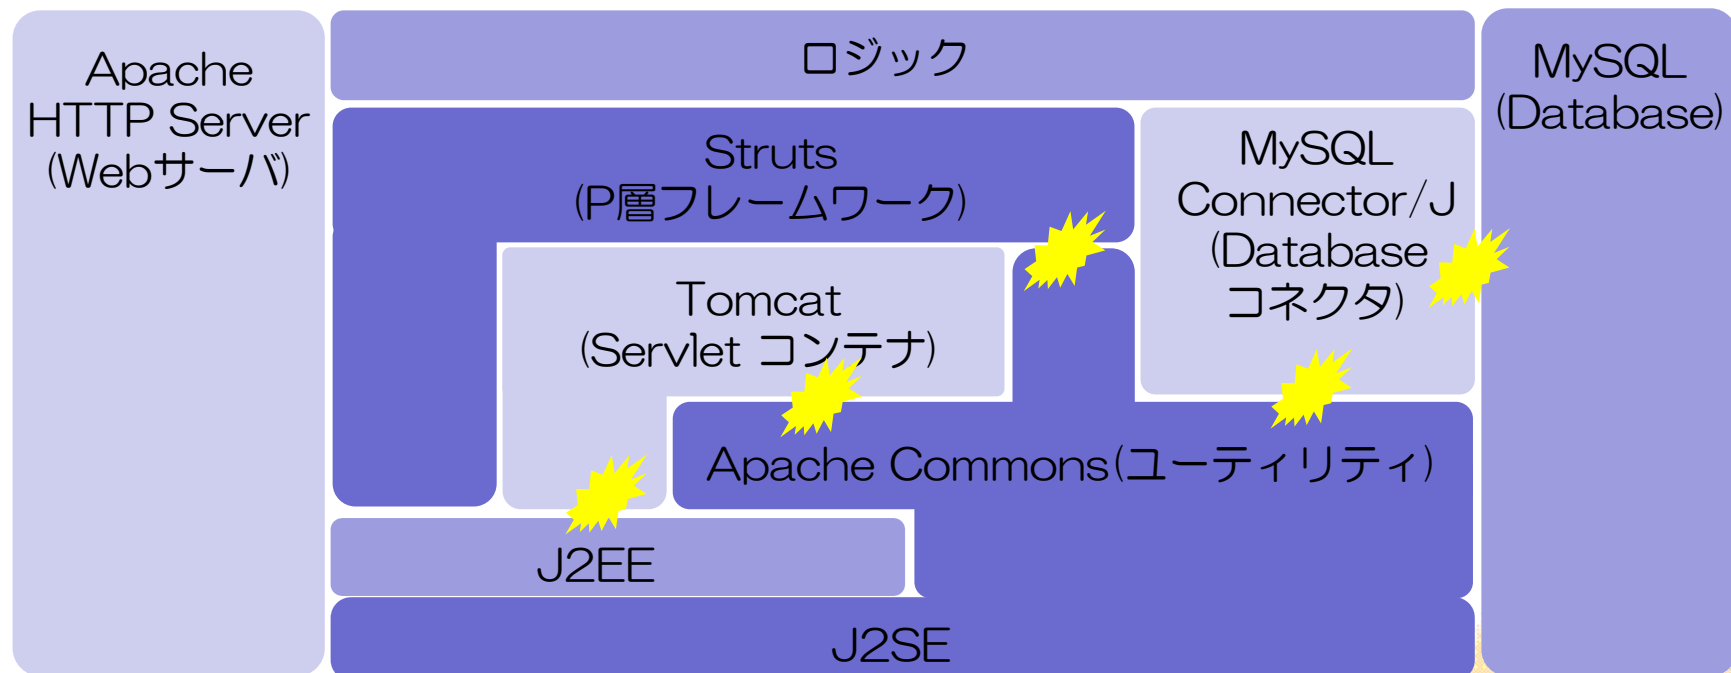 Apache
HTTP Server
(Webサーバ)
ロジック
MySQL
(Database)
Struts
(P層フレームワーク)
MySQL
Connector/J
(Database
コネクタ)
Tomcat
(Servlet コンテナ)
Apache Commons(ユーティリティ)
J2EE
J2SE